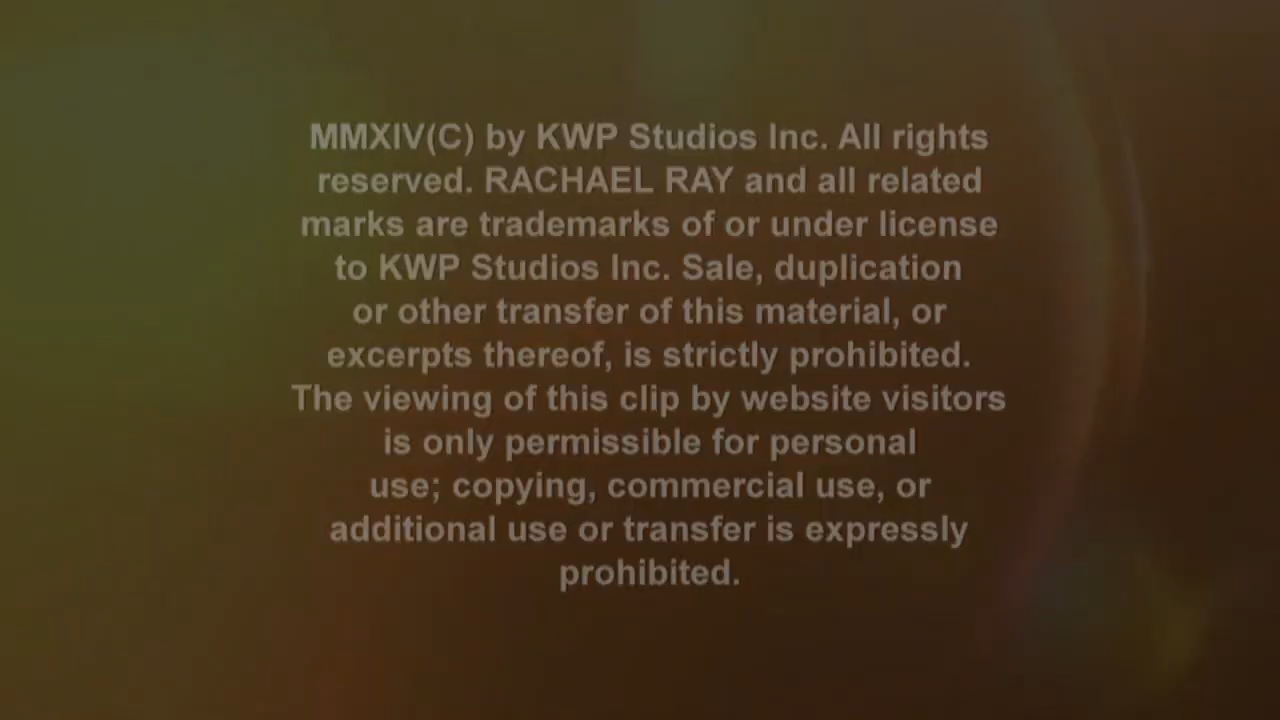 MMXIV(C) by KWP Studios Inc. All rights
reserved. RACHAEL RAY and all related
marks are trademarks of or under license
to KWP Studios Inc. Sale, duplication
or other transfer of this material, or
excerpts thereof, is strictly prohibited.
The viewing of this clip by website visitors
is only permissible for personal
use; copying, commercial use, or
additional use or transfer is expressly
prohibited.